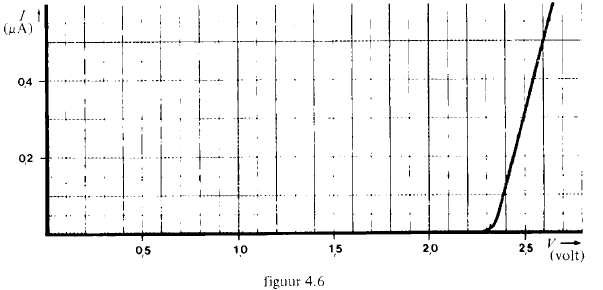 I
(μA)
0,4
0,2
0,5 1,0 1,5 2,0 2,5 V
(volt)
figuur 4.6